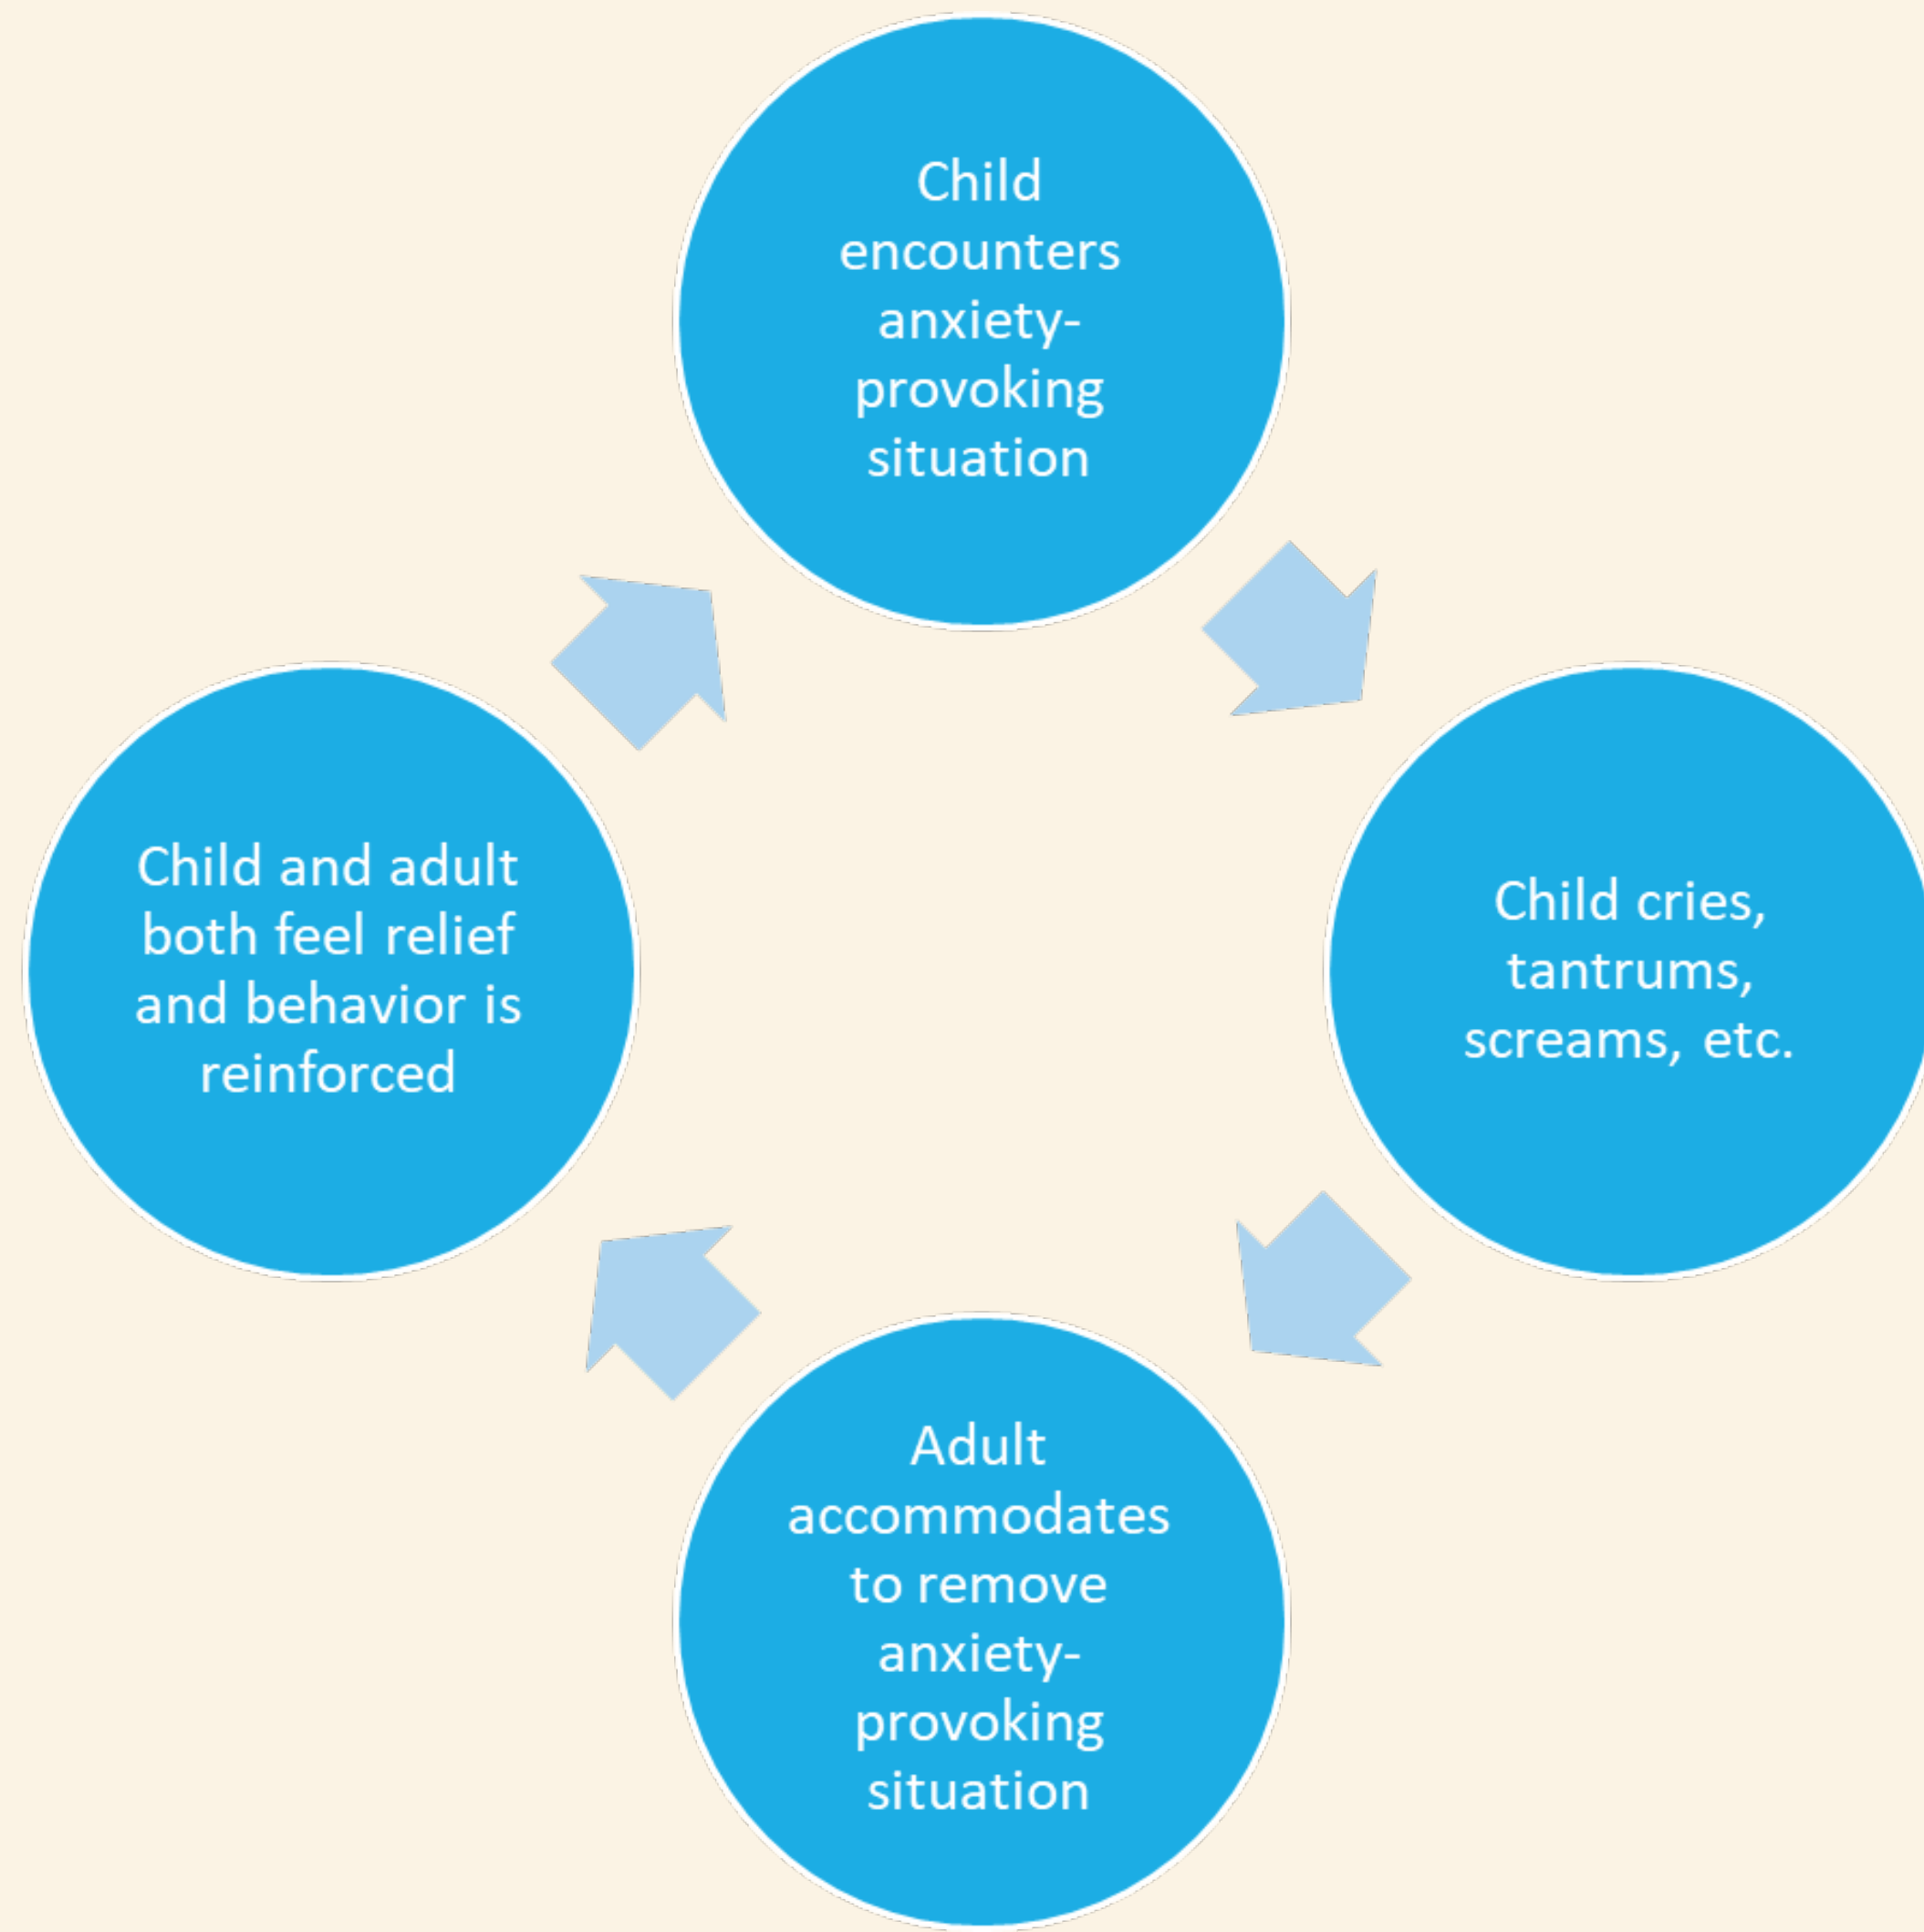 Child
encounters
anxiety-
provoking
situation
Child cries,
tantrums,
screams, etc.
Adult
accommodates
to remove
anxiety-
provoking
situation
Child and adult
both feel relief
and behavior is
reinforced